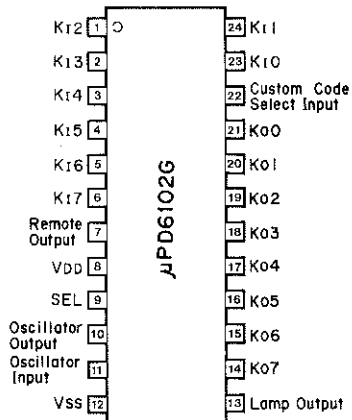 KI2 1
KI3 2
KI4 3
KI5 4
KI6 5
KI7 6
Remote
Output 7
VDD 8
SEL 9
Oscillator
Output 10
Oscillator
Input 11
VSS 12
μPD6102G
24 KI1
23 KI0
22 Custom Code
Select Input
21 KO0
20 KO1
19 KO2
18 KO3
17 KO4
16 KO5
15 KO6
14 KO7
13 Lamp Output